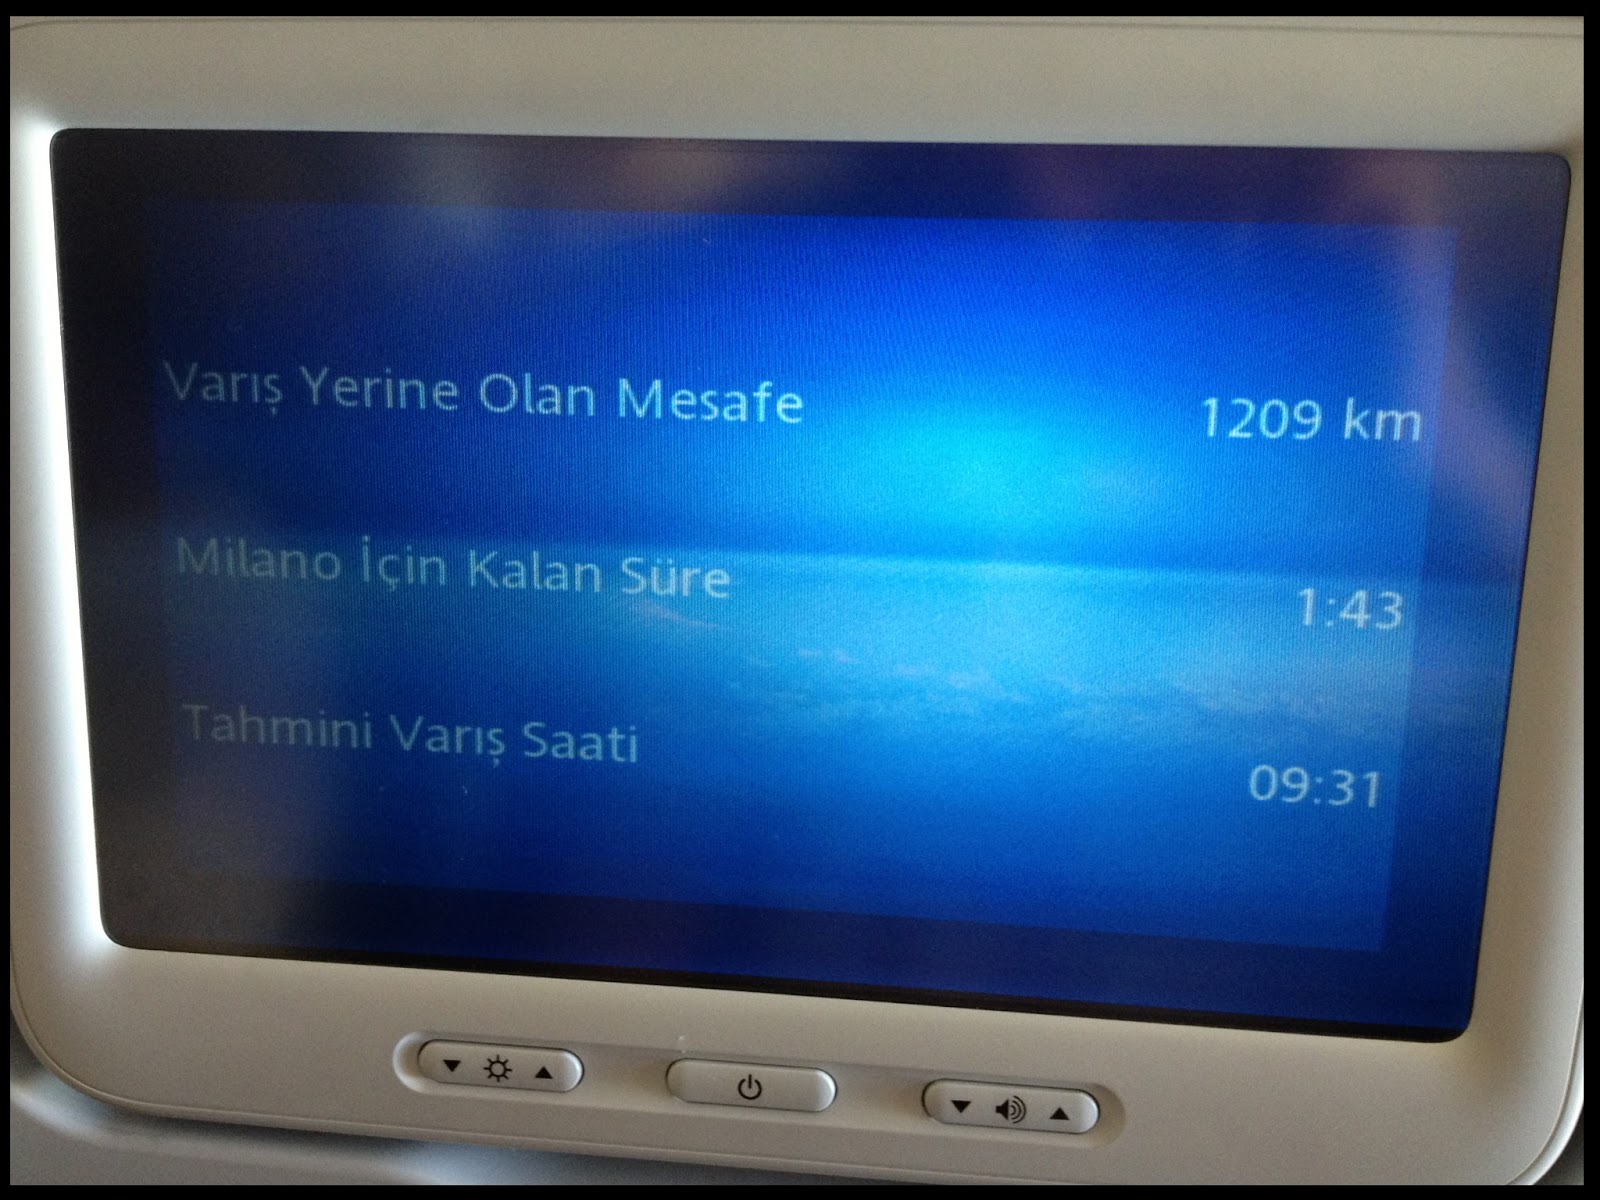 Varış Yerine Olan Mesafe 1209 km
Milano İçin Kalan Süre 1:43
Tahmini Varış Saati 09:31